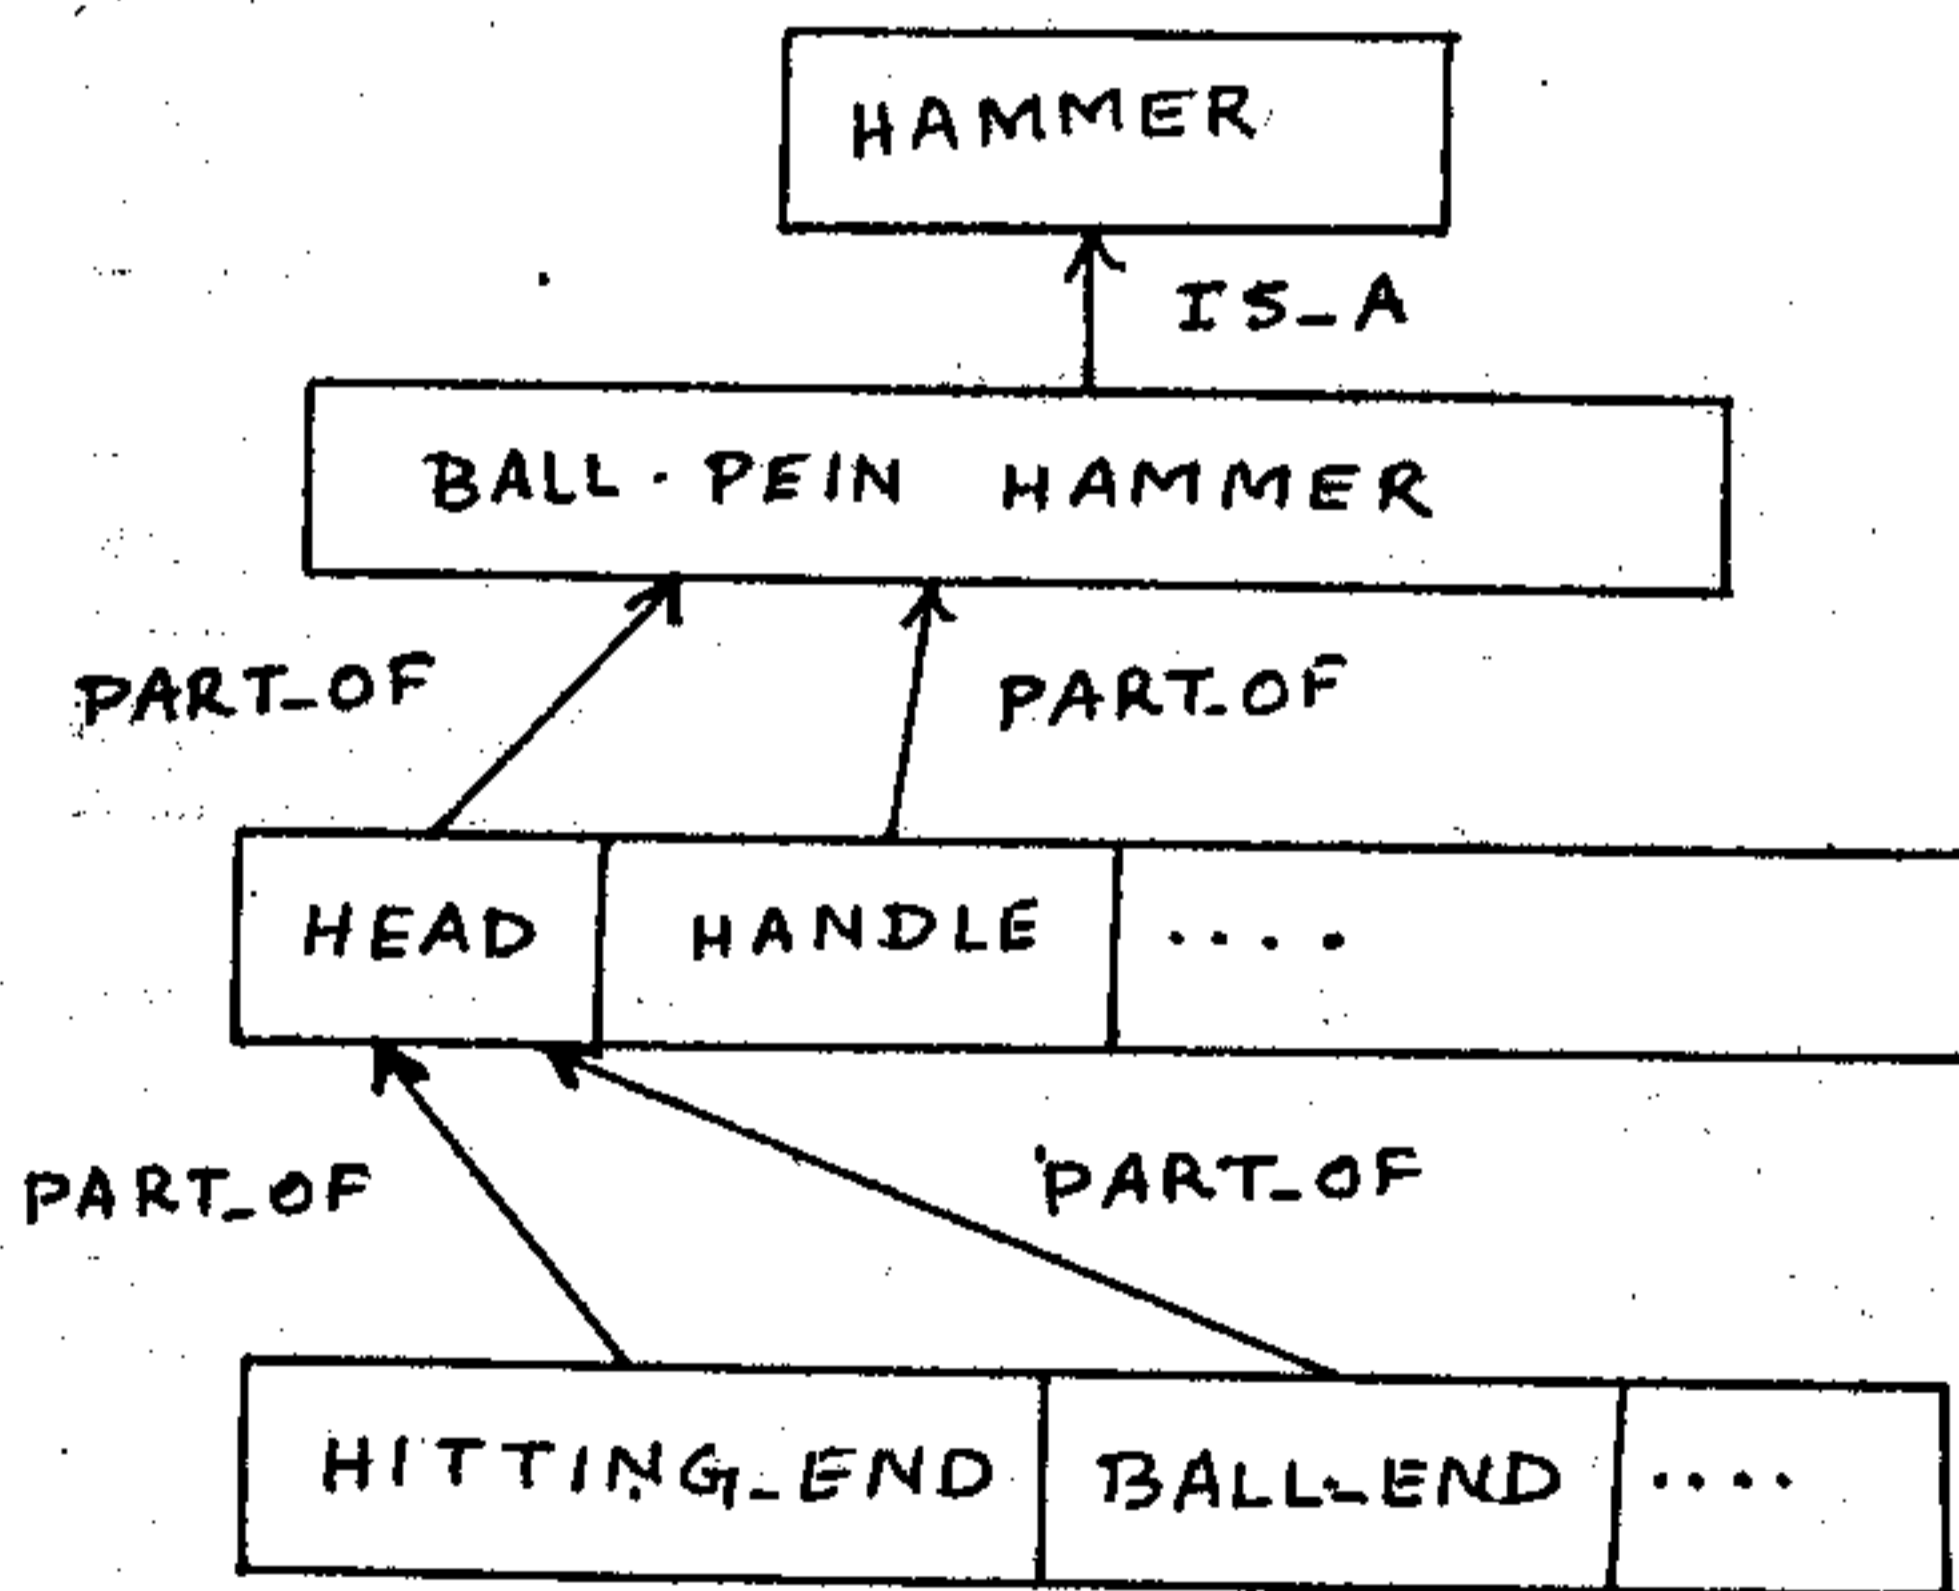 HAMMER
IS_A
BALL-PEIN HAMMER
PART_OF PART_OF
HEAD HANDLE ....
PART_OF PART_OF
HITTING_END BALL_END ....